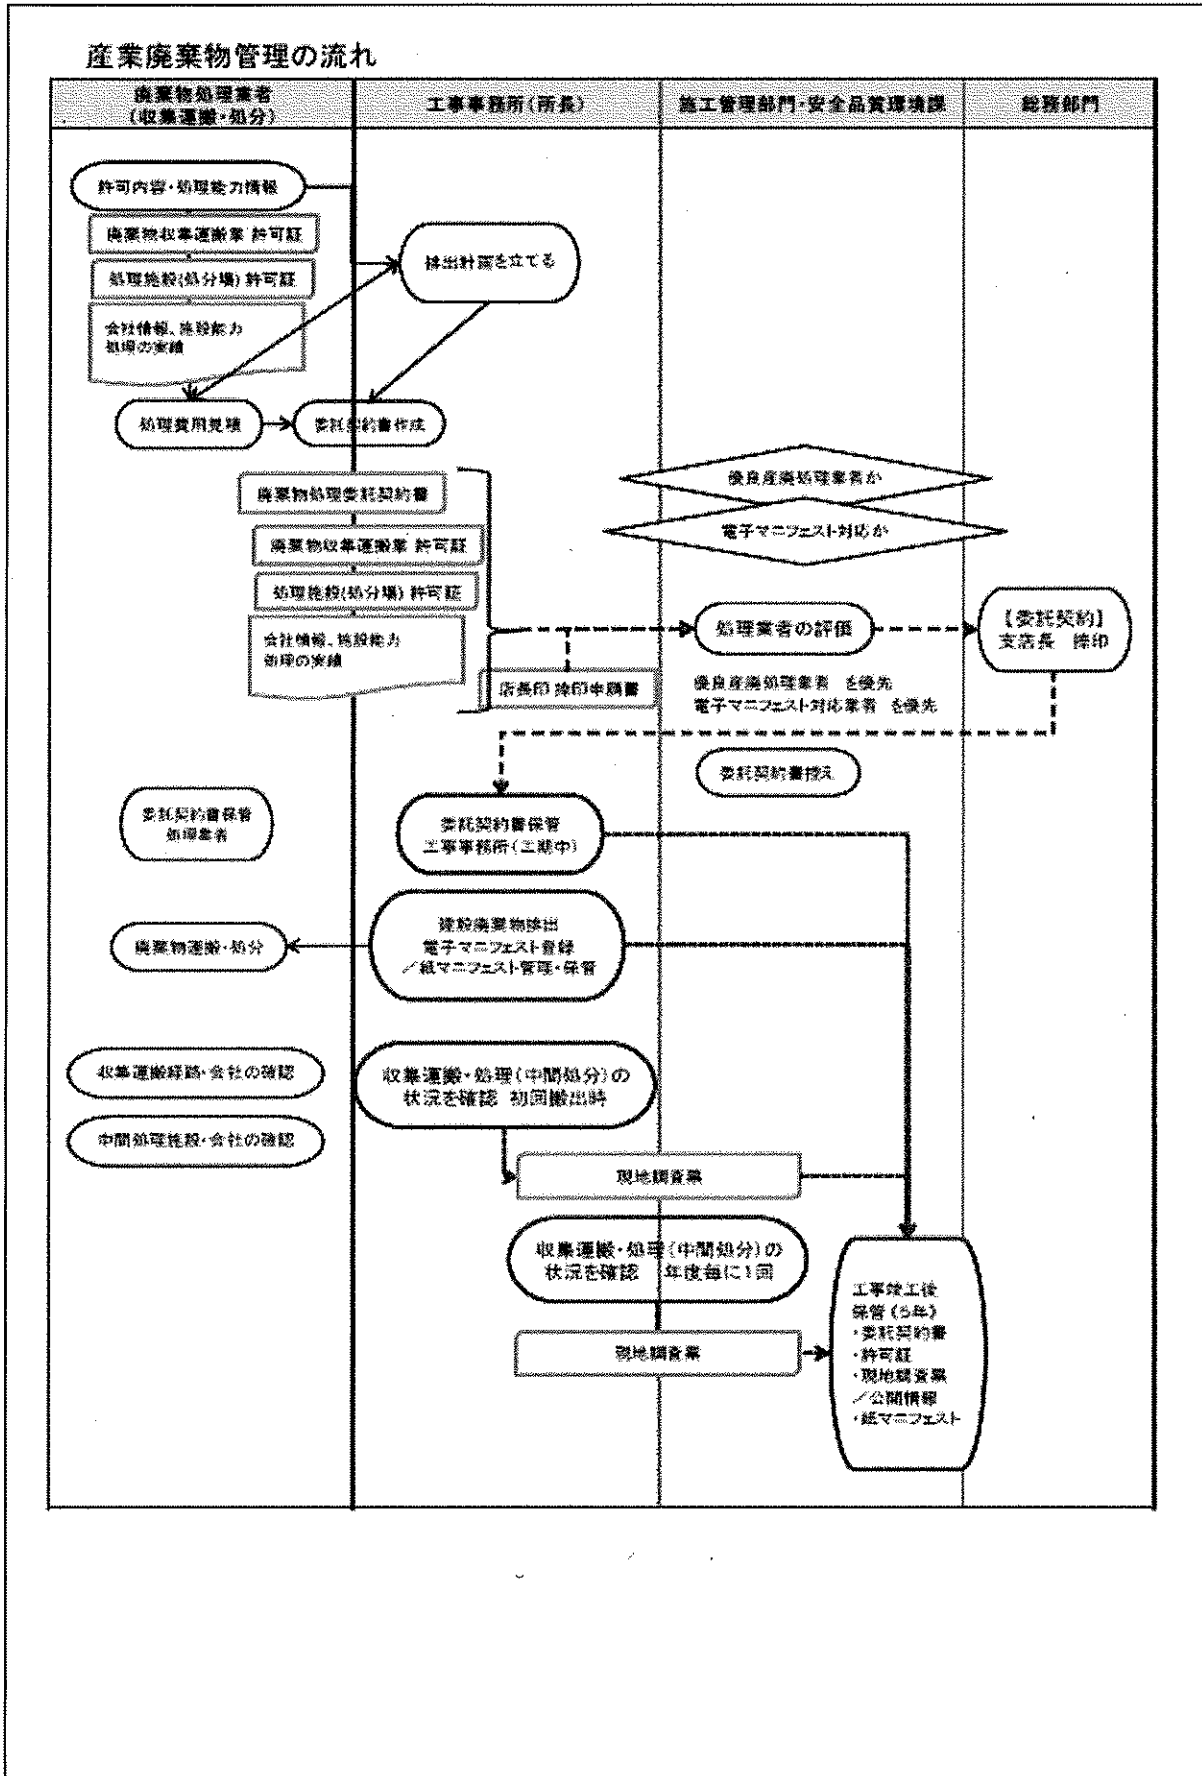 産業廃棄物管理の流れ
廃棄物処理業者
(収集運搬・処分)
工事事務所(所長)
施工管理部門・安全品質環境課
総務部門
許可内容・処理能力情報
廃棄物収集運搬業 許可証
処理施設(処分場) 許可証
会社情報、施設能力
処理の実績
排出計画を立てる
処理費用見積
委託契約書作成
廃棄物処理委託契約書
廃棄物収集運搬業 許可証
処理施設(処分場) 許可証
会社情報、施設能力
処理の実績
店長印 捺印申請書
優良産廃処理業者か
電子マニフェスト対応か
処理業者の評価
優良産廃処理業者 を優先
電子マニフェスト対応業者 を優先
【委託契約】
支店長 捺印
委託契約書控え
委託契約書保管
処理業者
委託契約書保管
工事事務所(工期中)
廃棄物運搬・処分
建設廃棄物排出
電子マニフェスト登録
/紙マニフェスト管理・保管
収集運搬経路・会社の確認
中間処理施設・会社の確認
収集運搬・処理(中間処分)の
状況を確認 初回搬出時
現地調査票
収集運搬・処理(中間処分)の
状況を確認 年度毎に1回
現地調査票
工事竣工後
保管(5年)
・委託契約書
・許可証
・現地調査票
/公開情報
・紙マニフェスト